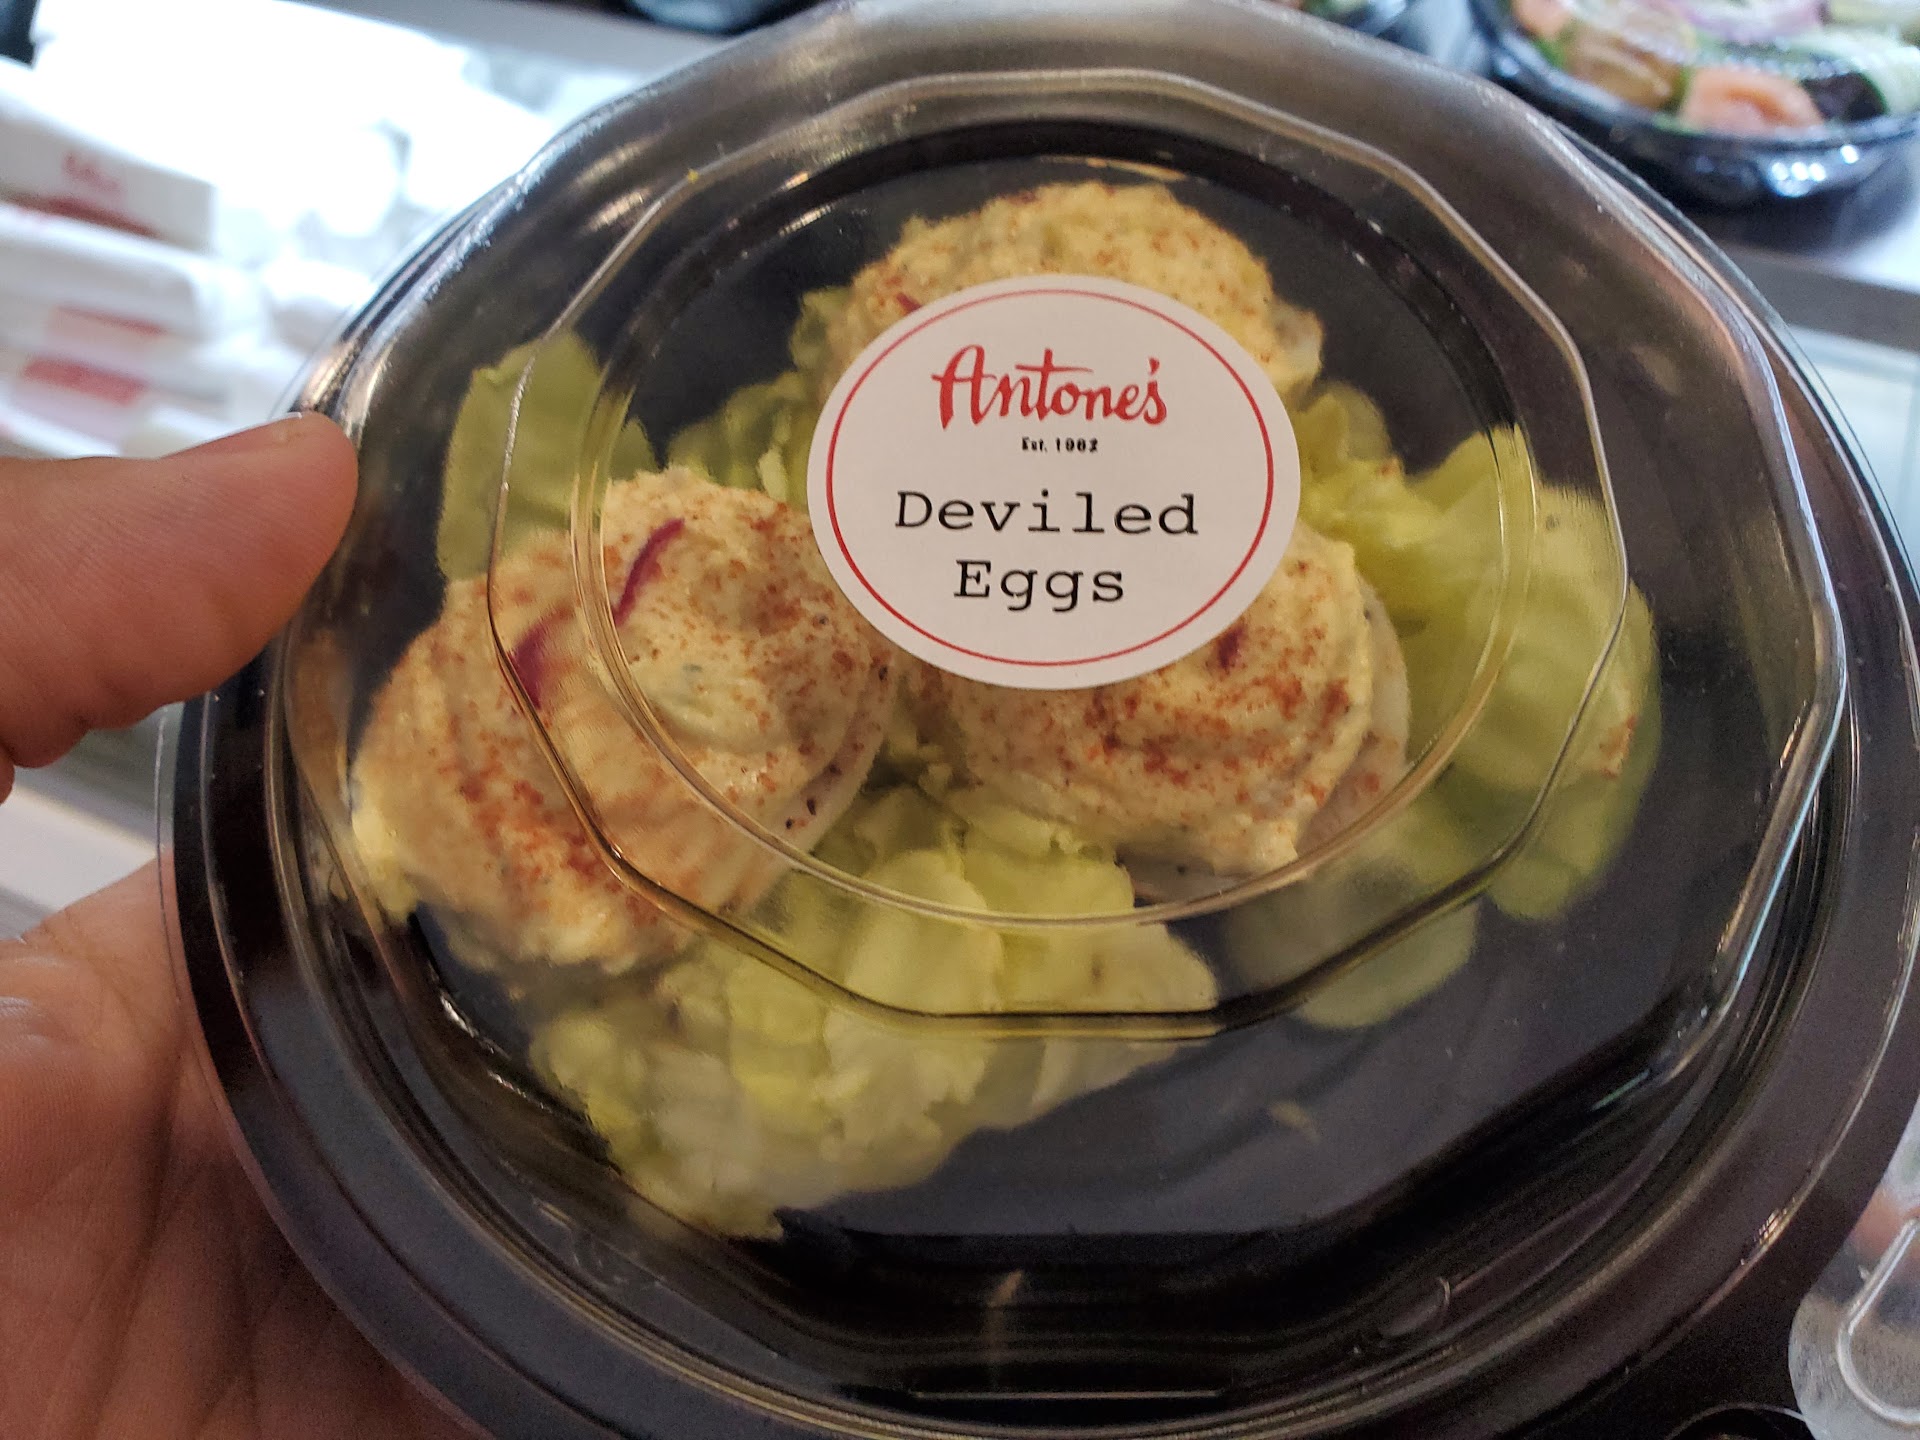 Antone's
Est. 1962
Deviled
Eggs